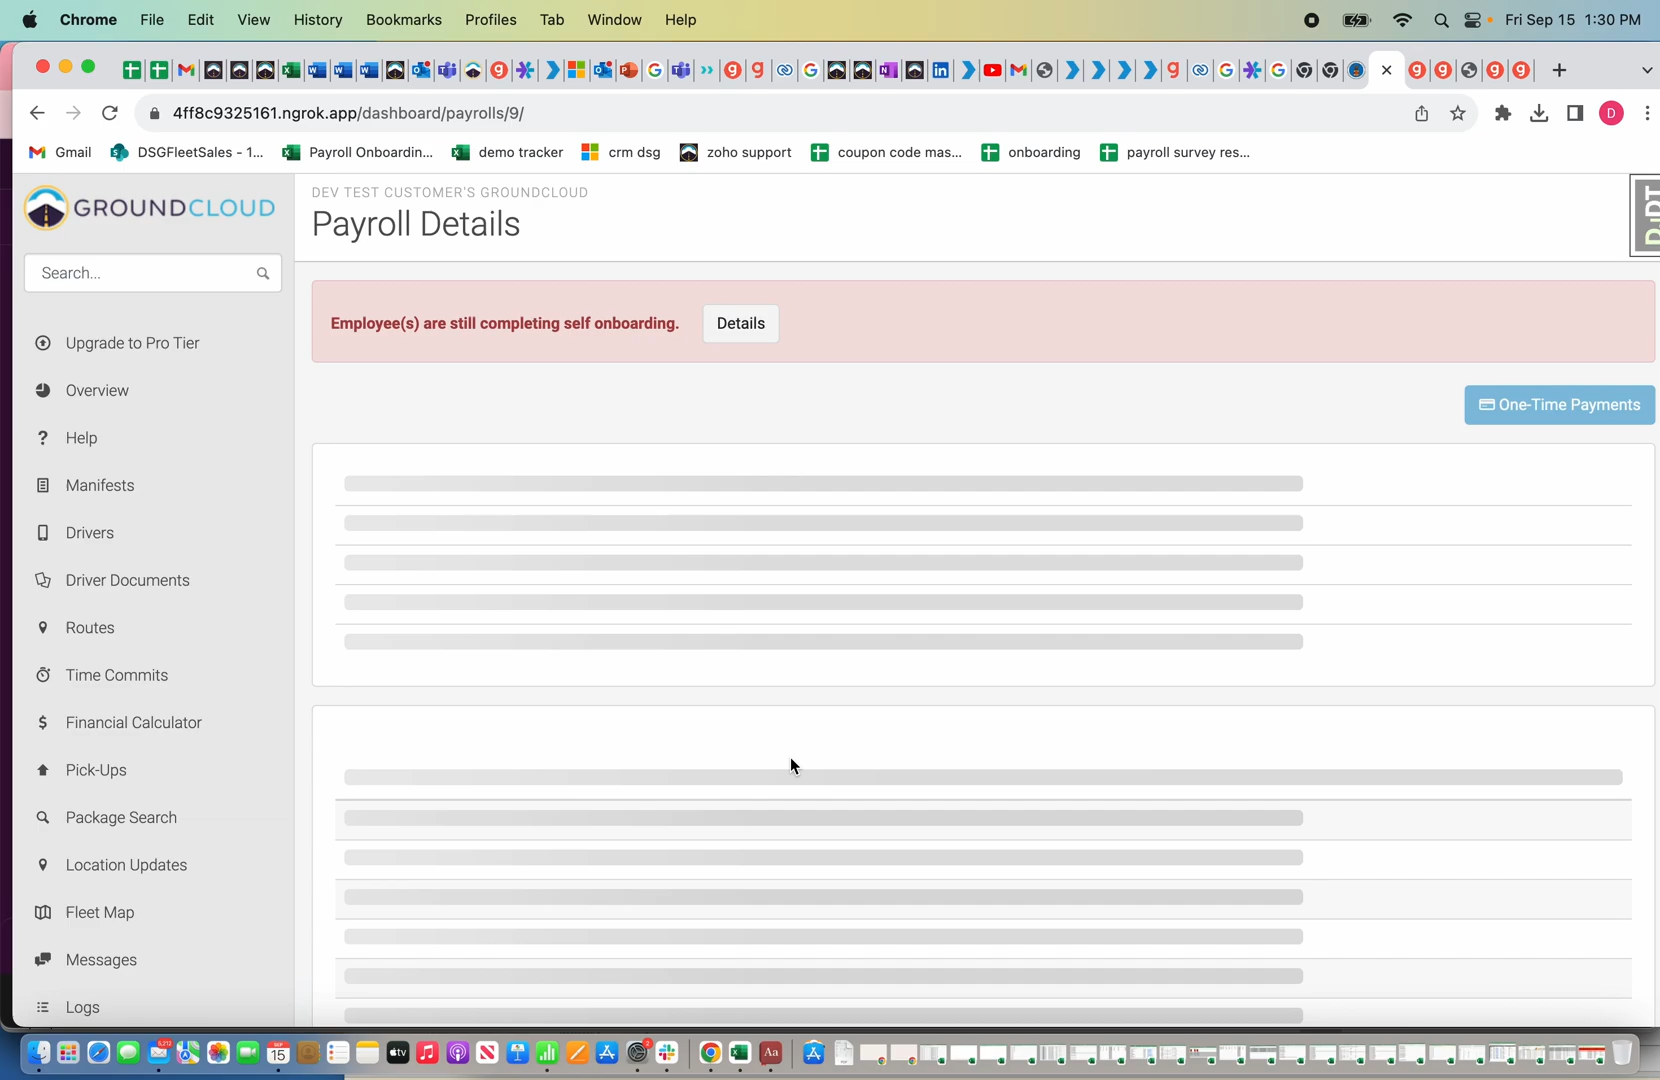 Chrome File Edit View History Bookmarks Profiles Tab Window Help Fri Sep 15 1:30 PM
4ff8c9325161.ngrok.app/dashboard/payrolls/9/ D
Gmail DSGFleetSales - 1... Payroll Onboardin... demo tracker crm dsg zoho support coupon code mas... onboarding payroll survey res...
GROUNDCLOUD
DEV TEST CUSTOMER'S GROUNDCLOUD
Payroll Details
Search...
Employee(s) are still completing self onboarding. Details
Upgrade to Pro Tier
Overview
One-Time Payments
Help
Manifests
Drivers
Driver Documents
Routes
Time Commits
Financial Calculator
Pick-Ups
Package Search
Location Updates
Fleet Map
Messages
Logs